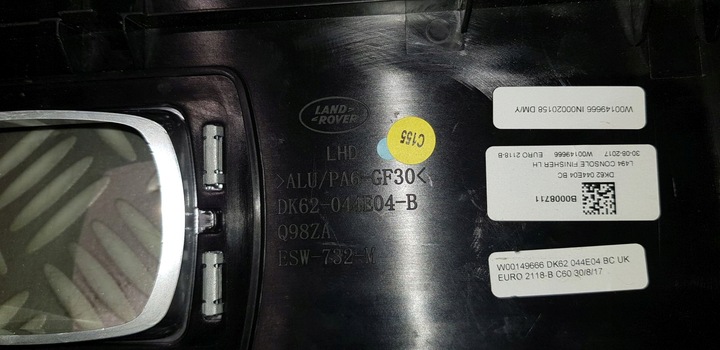 LAND
ROVER
C155
LHD
>ALU/PA6-GF30<
DK62-044E04-B
Q98ZA
ESW-732-M
W00149666 IN00020158 DM/Y
L494 CONSOLE FINISHER LH
DK62 044E04 BC
30-08-2017 W00149666 EURO 2118-B
B0008711
W00149666 DK62 044E04 BC UK
EURO 2118-B C60 30/8/17